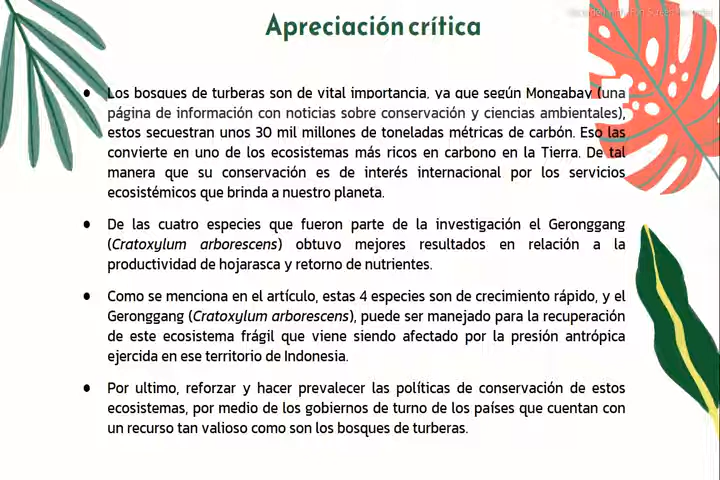 Apreciación crítica
● Los bosques de turberas son de vital importancia, ya que según Mongabay (una
página de información con noticias sobre conservación y ciencias ambientales),
estos secuestran unos 30 mil millones de toneladas métricas de carbón. Eso las
convierte en uno de los ecosistemas más ricos en carbono en la Tierra. De tal
manera que su conservación es de interés internacional por los servicios
ecosistémicos que brinda a nuestro planeta.
● De las cuatro especies que fueron parte de la investigación el Geronggang
(Cratoxylum arborescens) obtuvo mejores resultados en relación a la
productividad de hojarasca y retorno de nutrientes.
● Como se menciona en el artículo, estas 4 especies son de crecimiento rápido, y el
Geronggang (Cratoxylum arborescens), puede ser manejado para la recuperación
de este ecosistema frágil que viene siendo afectado por la presión antrópica
ejercida en ese territorio de Indonesia.
● Por ultimo, reforzar y hacer prevalecer las políticas de conservación de estos
ecosistemas, por medio de los gobiernos de turno de los países que cuentan con
un recurso tan valioso como son los bosques de turberas.